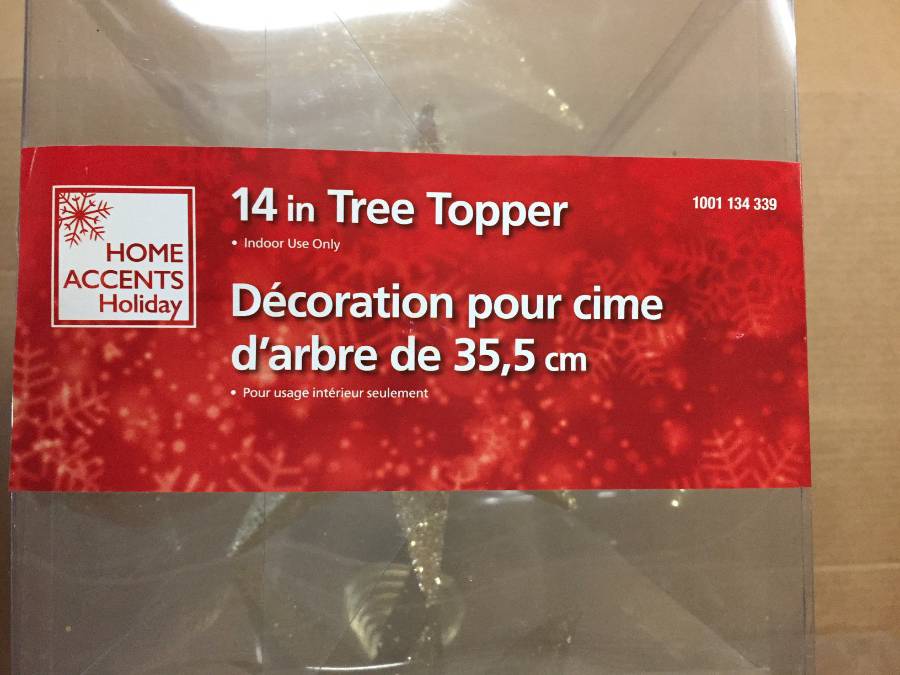 HOME
ACCENTS
Holiday
14 in Tree Topper
• Indoor Use Only
1001 134 339
Décoration pour cime
d'arbre de 35,5 cm
• Pour usage intérieur seulement